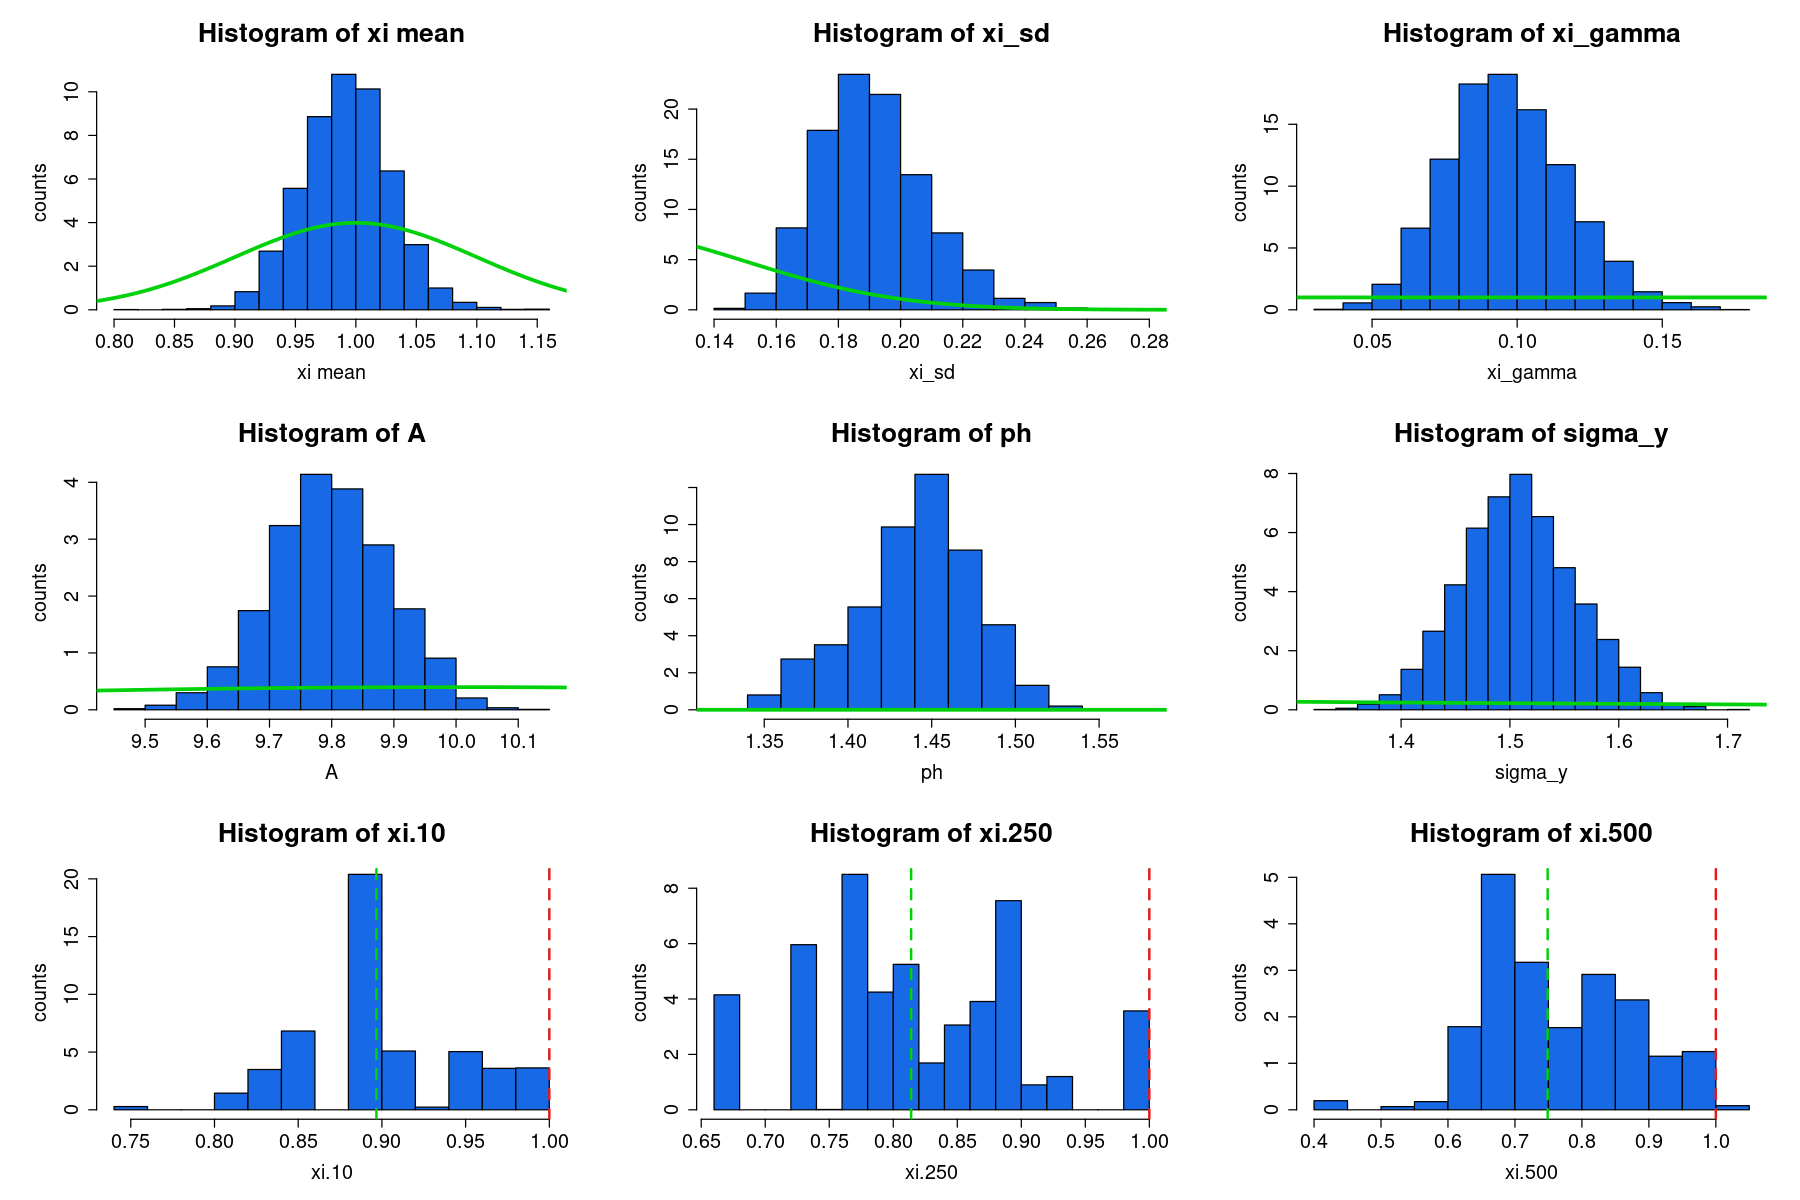 Histogram of xi mean
counts
0 2 4 6 8 10
0.80 0.85 0.90 0.95 1.00 1.05 1.10 1.15
xi mean
Histogram of xi_sd
counts
0 5 10 15 20
0.14 0.16 0.18 0.20 0.22 0.24 0.26 0.28
xi_sd
Histogram of xi_gamma
counts
0 5 10 15
0.05 0.10 0.15
xi_gamma
Histogram of A
counts
0 1 2 3 4
9.5 9.6 9.7 9.8 9.9 10.0 10.1
A
Histogram of ph
counts
0 2 4 6 8 10
1.35 1.40 1.45 1.50 1.55
ph
Histogram of sigma_y
counts
0 2 4 6 8
1.4 1.5 1.6 1.7
sigma_y
Histogram of xi.10
counts
0 5 10 15 20
0.75 0.80 0.85 0.90 0.95 1.00
xi.10
Histogram of xi.250
counts
0 2 4 6 8
0.65 0.70 0.75 0.80 0.85 0.90 0.95 1.00
xi.250
Histogram of xi.500
counts
0 1 2 3 4 5
0.4 0.5 0.6 0.7 0.8 0.9 1.0
xi.500